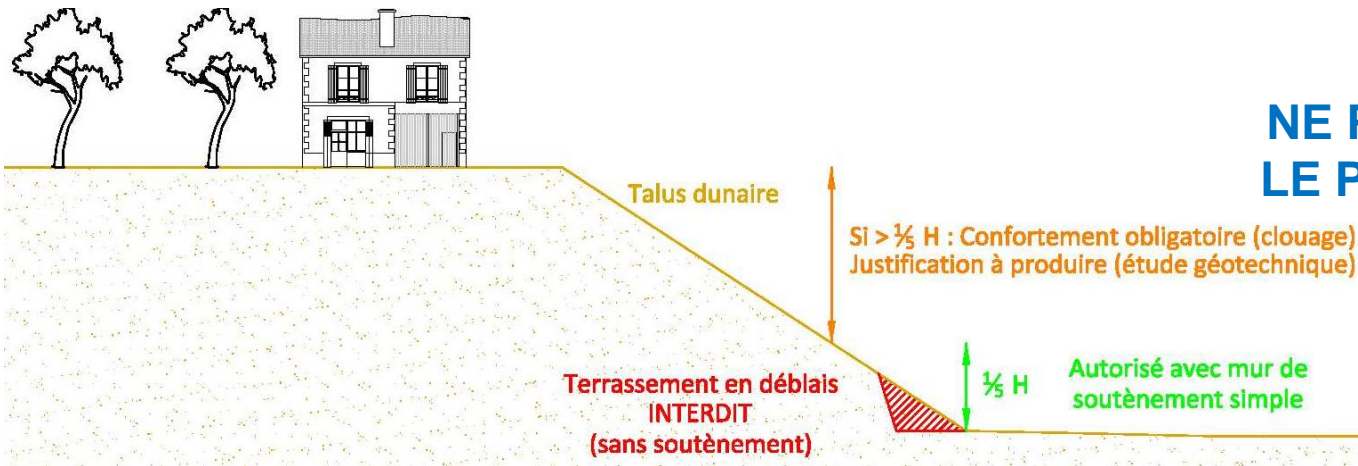 NE
LE
Talus dunaire
Si > ⅕ H : Confortement obligatoire (clouage)
Justification à produire (étude géotechnique)
Terrassement en déblais
INTERDIT
(sans soutènement)
⅕ H
Autorisé avec mur de
soutènement simple